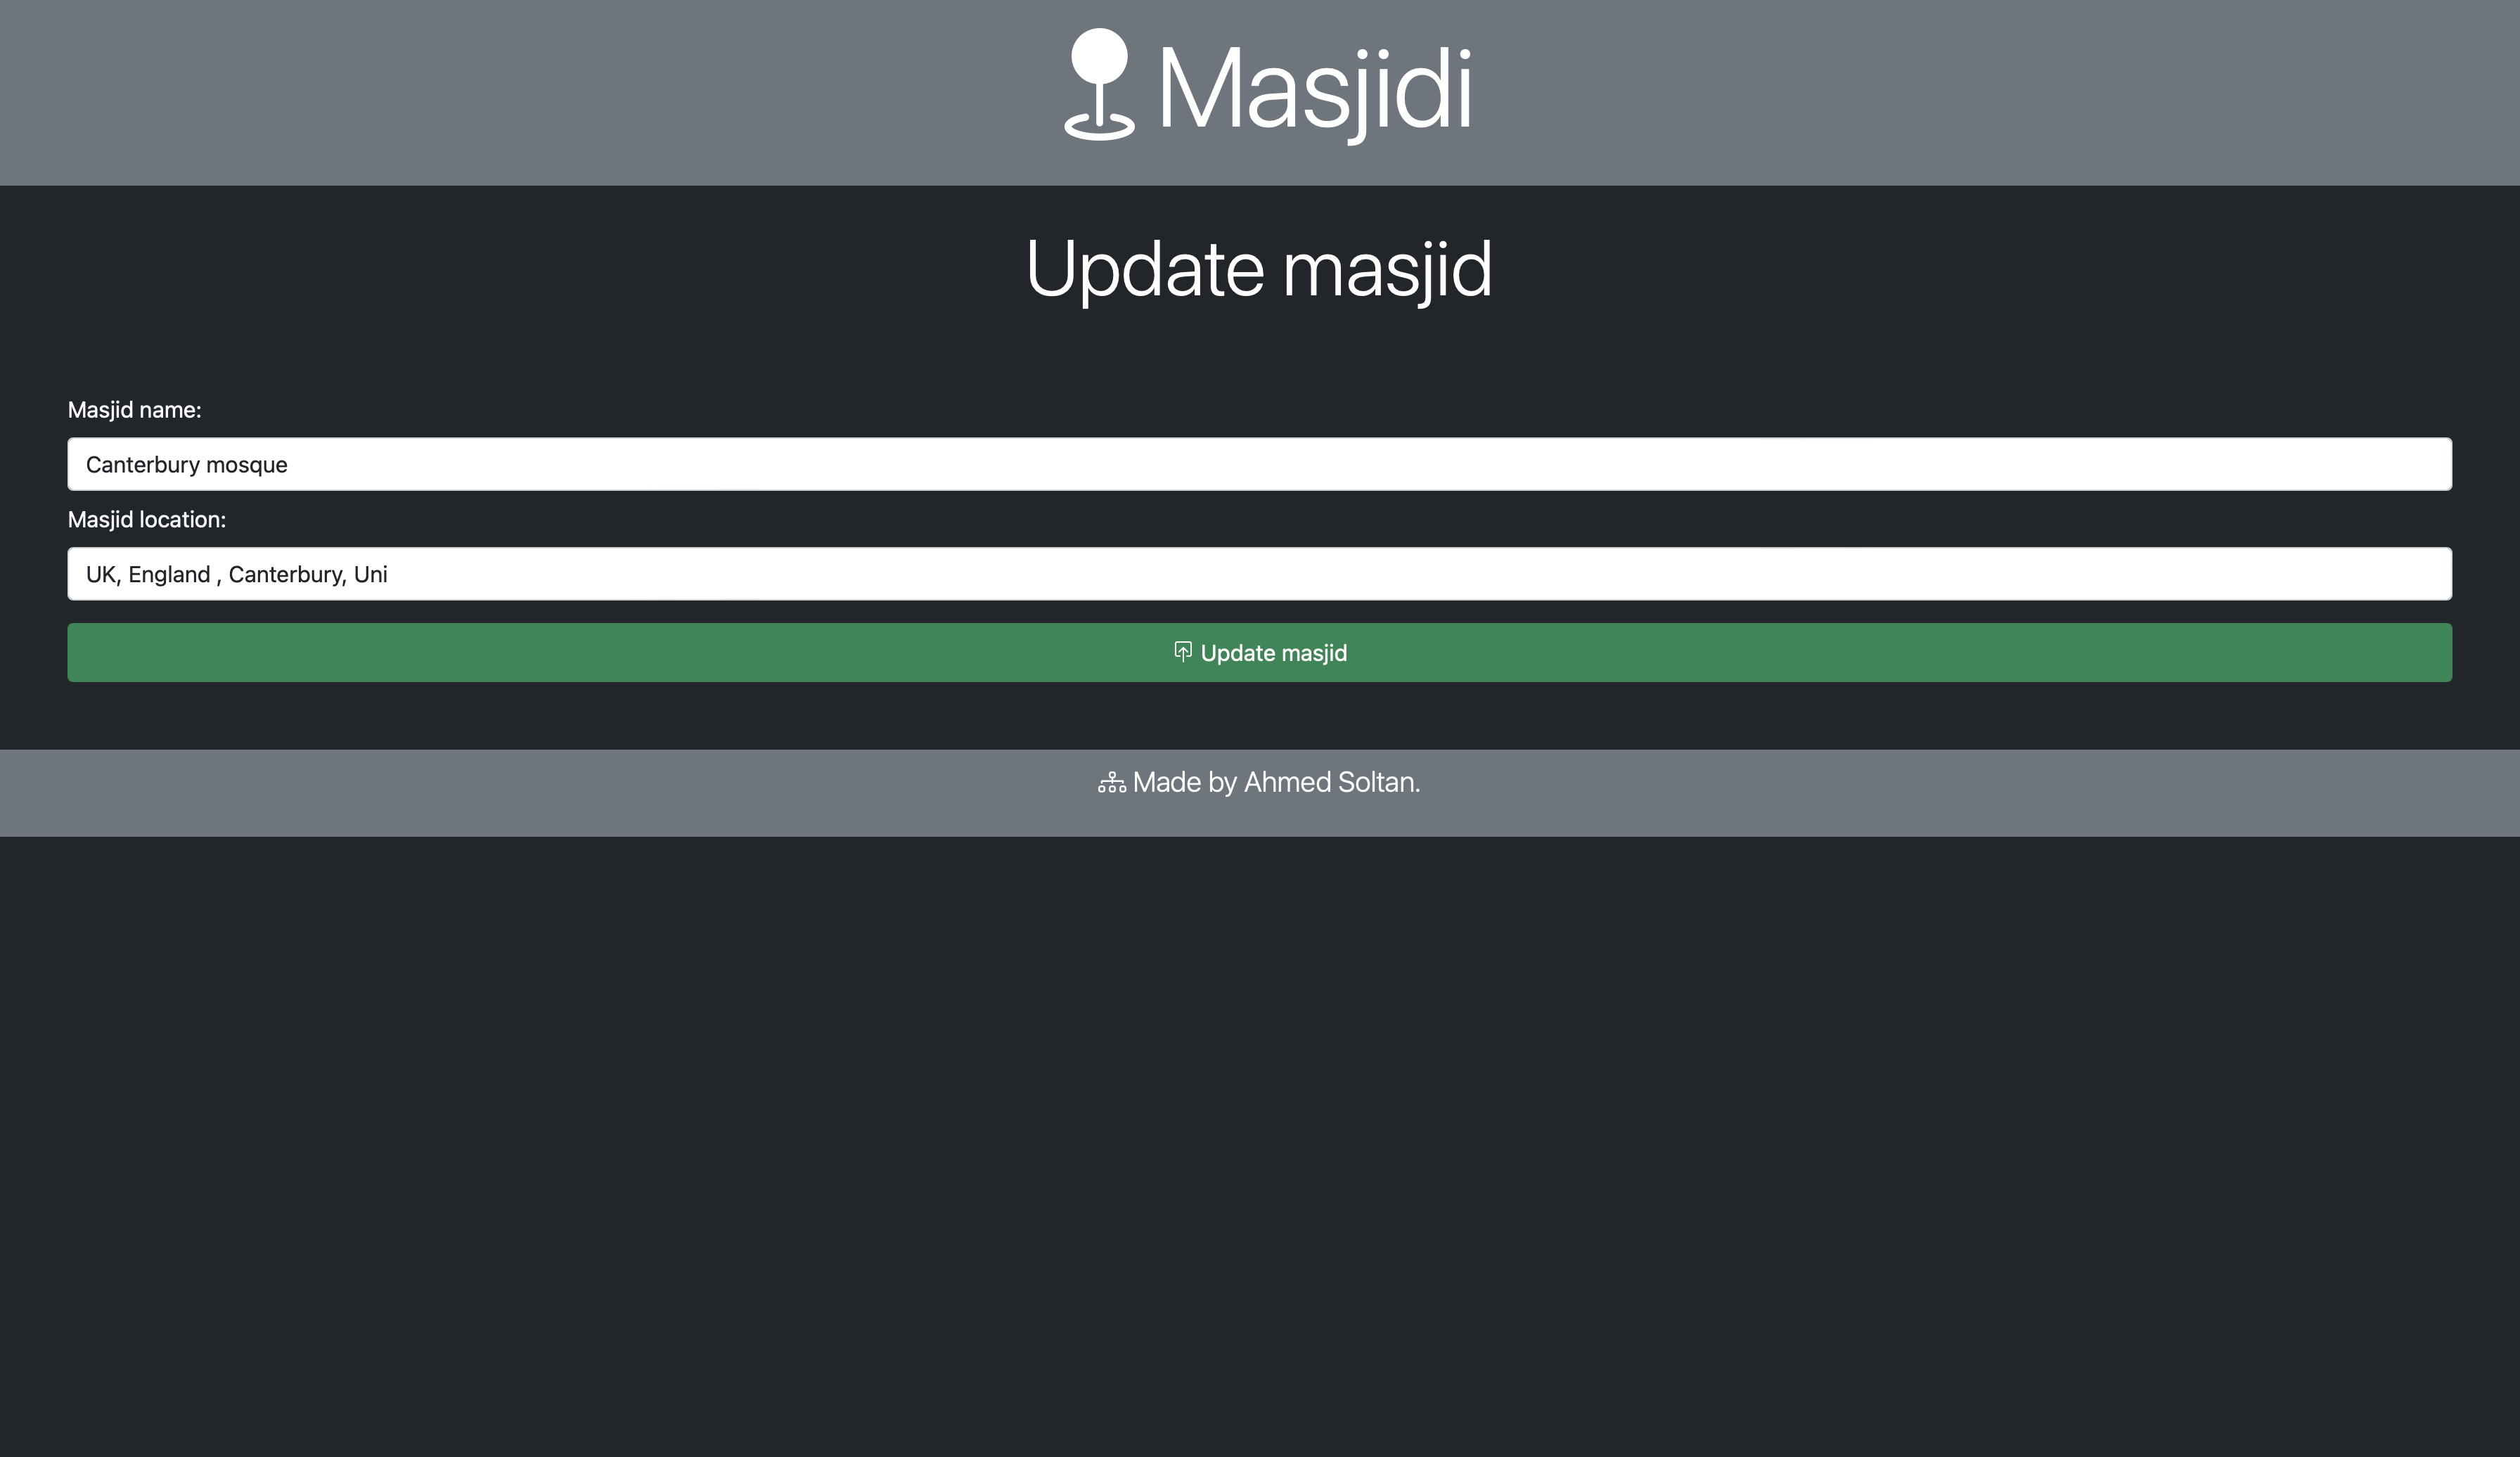 Masjidi
Update masjid
Masjid name:
Canterbury mosque
Masjid location:
UK, England , Canterbury, Uni
Update masjid
Made by Ahmed Soltan.